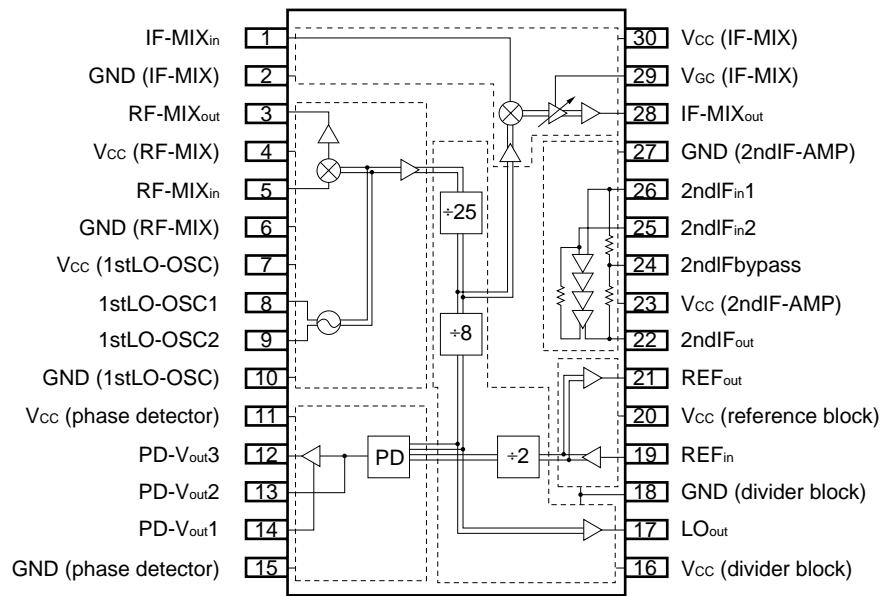 IF-MIXin 1
GND (IF-MIX) 2
RF-MIXout 3
VCC (RF-MIX) 4
RF-MIXin 5
GND (RF-MIX) 6
VCC (1stLO-OSC) 7
1stLO-OSC1 8
1stLO-OSC2 9
GND (1stLO-OSC) 10
VCC (phase detector) 11
PD-Vout3 12
PD-Vout2 13
PD-Vout1 14
GND (phase detector) 15
÷25
÷8
PD
÷2
30 VCC (IF-MIX)
29 VGC (IF-MIX)
28 IF-MIXout
27 GND (2ndIF-AMP)
26 2ndIFin1
25 2ndIFin2
24 2ndIFbypass
23 VCC (2ndIF-AMP)
22 2ndIFout
21 REFout
20 VCC (reference block)
19 REFin
18 GND (divider block)
17 LOout
16 VCC (divider block)